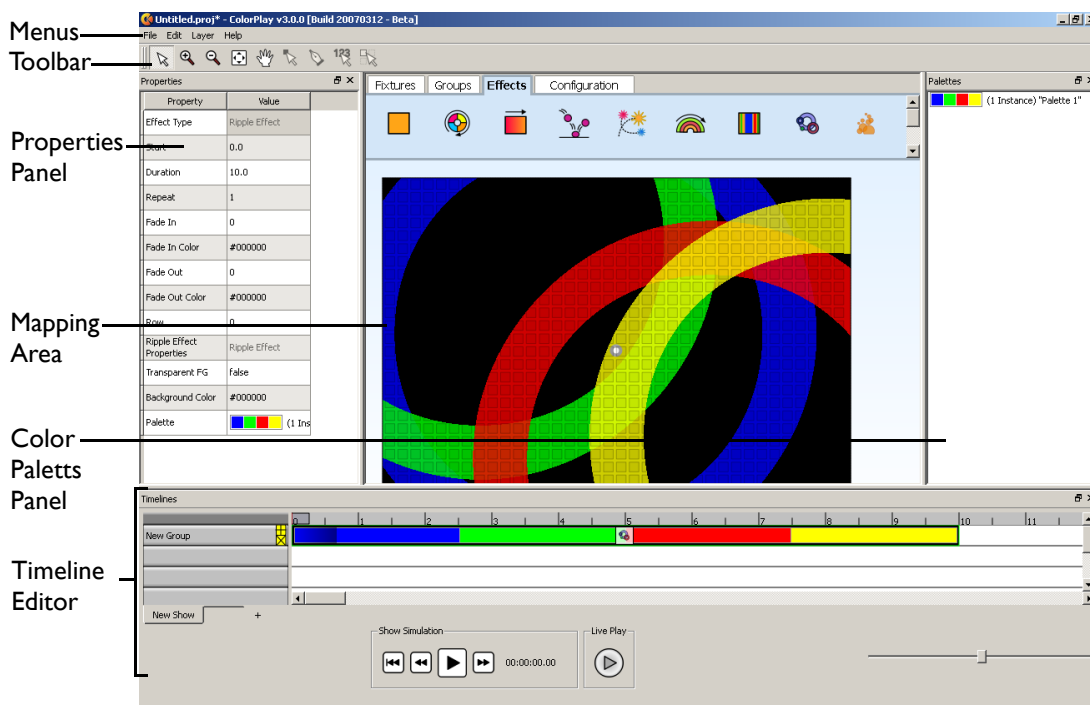 Untitled.proj* - ColorPlay v3.0.0 [Build 20070312 - Beta]
Menus
File Edit Layer Help
Toolbar
123
Properties
Property Value
Effect Type Ripple Effect
Start 0.0
Duration 10.0
Repeat 1
Fade In 0
Fade In Color #000000
Fade Out 0
Fade Out Color #000000
Row 0
Ripple Effect Properties Ripple Effect
Transparent FG false
Background Color #000000
Palette (1 Ins
Properties
Panel
Mapping
Area
Color
Paletts
Panel
Fixtures Groups Effects Configuration
Palettes
(1 Instance) "Palette 1"
Timelines
0 1 2 3 4 5 6 7 8 9 10 11
New Group
Timeline
Editor
New Show +
Show Simulation
00:00:00.00
Live Play